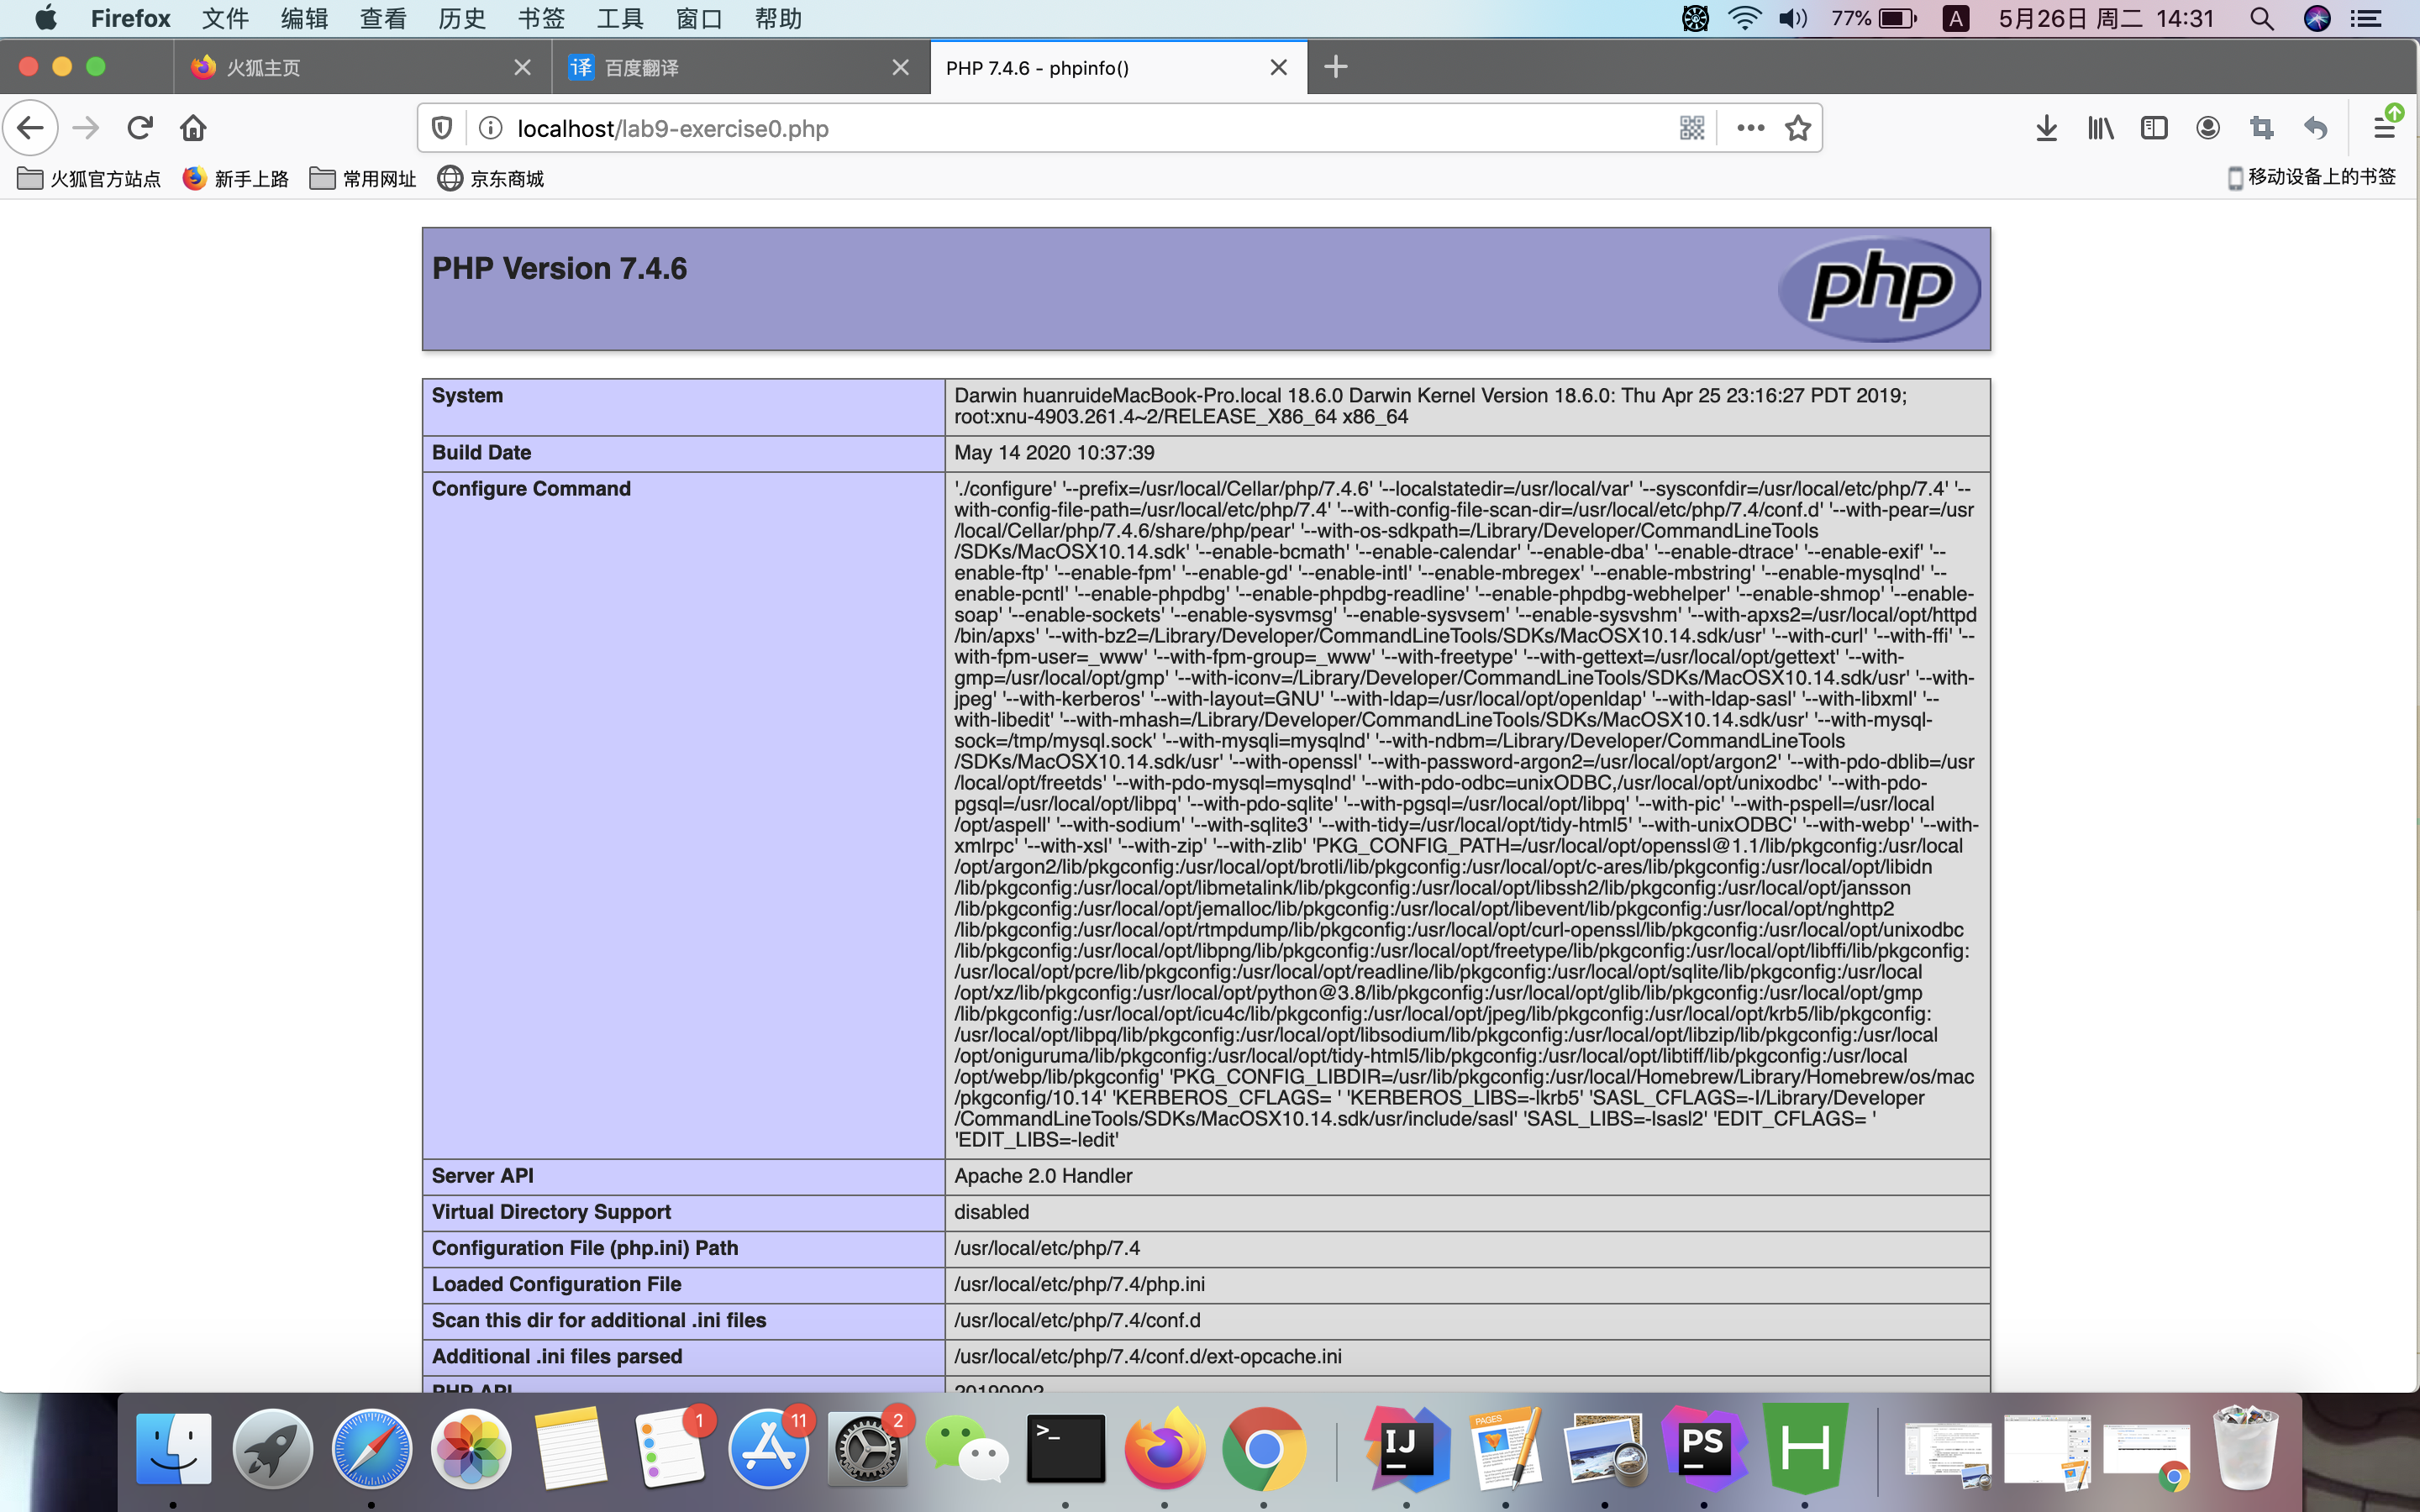 Firefox 文件 编辑 查看 历史 书签 工具 窗口 帮助 77% A 5月26日 周二 14:31
火狐主页 译 百度翻译 PHP 7.4.6 - phpinfo()
localhost/lab9-exercise0.php
火狐官方站点 新手上路 常用网址 京东商城 移动设备上的书签
PHP Version 7.4.6 php
System Darwin huanruideMacBook-Pro.local 18.6.0 Darwin Kernel Version 18.6.0: Thu Apr 25 23:16:27 PDT 2019;
root:xnu-4903.261.4~2/RELEASE_X86_64 x86_64
Build Date May 14 2020 10:37:39
Configure Command './configure' '--prefix=/usr/local/Cellar/php/7.4.6' '--localstatedir=/usr/local/var' '--sysconfdir=/usr/local/etc/php/7.4' '--
with-config-file-path=/usr/local/etc/php/7.4' '--with-config-file-scan-dir=/usr/local/etc/php/7.4/conf.d' '--with-pear=/usr
/local/Cellar/php/7.4.6/share/php/pear' '--with-os-sdkpath=/Library/Developer/CommandLineTools
/SDKs/MacOSX10.14.sdk' '--enable-bcmath' '--enable-calendar' '--enable-dba' '--enable-dtrace' '--enable-exif' '--
enable-ftp' '--enable-fpm' '--enable-gd' '--enable-intl' '--enable-mbregex' '--enable-mbstring' '--enable-mysqlnd' '--
enable-pcntl' '--enable-phpdbg' '--enable-phpdbg-readline' '--enable-phpdbg-webhelper' '--enable-shmop' '--enable-
soap' '--enable-sockets' '--enable-sysvmsg' '--enable-sysvsem' '--enable-sysvshm' '--with-apxs2=/usr/local/opt/httpd
/bin/apxs' '--with-bz2=/Library/Developer/CommandLineTools/SDKs/MacOSX10.14.sdk/usr' '--with-curl' '--with-ffi' '--
with-fpm-user=_www' '--with-fpm-group=_www' '--with-freetype' '--with-gettext=/usr/local/opt/gettext' '--with-
gmp=/usr/local/opt/gmp' '--with-iconv=/Library/Developer/CommandLineTools/SDKs/MacOSX10.14.sdk/usr' '--with-
jpeg' '--with-kerberos' '--with-layout=GNU' '--with-ldap=/usr/local/opt/openldap' '--with-ldap-sasl' '--with-libxml' '--
with-libedit' '--with-mhash=/Library/Developer/CommandLineTools/SDKs/MacOSX10.14.sdk/usr' '--with-mysql-
sock=/tmp/mysql.sock' '--with-mysqli=mysqlnd' '--with-ndbm=/Library/Developer/CommandLineTools
/SDKs/MacOSX10.14.sdk/usr' '--with-openssl' '--with-password-argon2=/usr/local/opt/argon2' '--with-pdo-dblib=/usr
/local/opt/freetds' '--with-pdo-mysql=mysqlnd' '--with-pdo-odbc=unixODBC,/usr/local/opt/unixodbc' '--with-pdo-
pgsql=/usr/local/opt/libpq' '--with-pdo-sqlite' '--with-pgsql=/usr/local/opt/libpq' '--with-pic' '--with-pspell=/usr/local
/opt/aspell' '--with-sodium' '--with-sqlite3' '--with-tidy=/usr/local/opt/tidy-html5' '--with-unixODBC' '--with-webp' '--with-
xmlrpc' '--with-xsl' '--with-zip' '--with-zlib' 'PKG_CONFIG_PATH=/usr/local/opt/openssl@1.1/lib/pkgconfig:/usr/local
/opt/argon2/lib/pkgconfig:/usr/local/opt/brotli/lib/pkgconfig:/usr/local/opt/c-ares/lib/pkgconfig:/usr/local/opt/libidn
/lib/pkgconfig:/usr/local/opt/libmetalink/lib/pkgconfig:/usr/local/opt/libssh2/lib/pkgconfig:/usr/local/opt/jansson
/lib/pkgconfig:/usr/local/opt/jemalloc/lib/pkgconfig:/usr/local/opt/libevent/lib/pkgconfig:/usr/local/opt/nghttp2
/lib/pkgconfig:/usr/local/opt/rtmpdump/lib/pkgconfig:/usr/local/opt/curl-openssl/lib/pkgconfig:/usr/local/opt/unixodbc
/lib/pkgconfig:/usr/local/opt/libpng/lib/pkgconfig:/usr/local/opt/freetype/lib/pkgconfig:/usr/local/opt/libffi/lib/pkgconfig:
/usr/local/opt/pcre/lib/pkgconfig:/usr/local/opt/readline/lib/pkgconfig:/usr/local/opt/sqlite/lib/pkgconfig:/usr/local
/opt/xz/lib/pkgconfig:/usr/local/opt/python@3.8/lib/pkgconfig:/usr/local/opt/glib/lib/pkgconfig:/usr/local/opt/gmp
/lib/pkgconfig:/usr/local/opt/icu4c/lib/pkgconfig:/usr/local/opt/jpeg/lib/pkgconfig:/usr/local/opt/krb5/lib/pkgconfig:
/usr/local/opt/libpq/lib/pkgconfig:/usr/local/opt/libsodium/lib/pkgconfig:/usr/local/opt/libzip/lib/pkgconfig:/usr/local
/opt/oniguruma/lib/pkgconfig:/usr/local/opt/tidy-html5/lib/pkgconfig:/usr/local/opt/libtiff/lib/pkgconfig:/usr/local
/opt/webp/lib/pkgconfig' 'PKG_CONFIG_LIBDIR=/usr/lib/pkgconfig:/usr/local/Homebrew/Library/Homebrew/os/mac
/pkgconfig/10.14' 'KERBEROS_CFLAGS= ' 'KERBEROS_LIBS=-lkrb5' 'SASL_CFLAGS=-I/Library/Developer
/CommandLineTools/SDKs/MacOSX10.14.sdk/usr/include/sasl' 'SASL_LIBS=-lsasl2' 'EDIT_CFLAGS= '
'EDIT_LIBS=-ledit'
Server API Apache 2.0 Handler
Virtual Directory Support disabled
Configuration File (php.ini) Path /usr/local/etc/php/7.4
Loaded Configuration File /usr/local/etc/php/7.4/php.ini
Scan this dir for additional .ini files /usr/local/etc/php/7.4/conf.d
Additional .ini files parsed /usr/local/etc/php/7.4/conf.d/ext-opcache.ini
PHP API 20190902
1 11 2 >_ IJ PAGES PS H